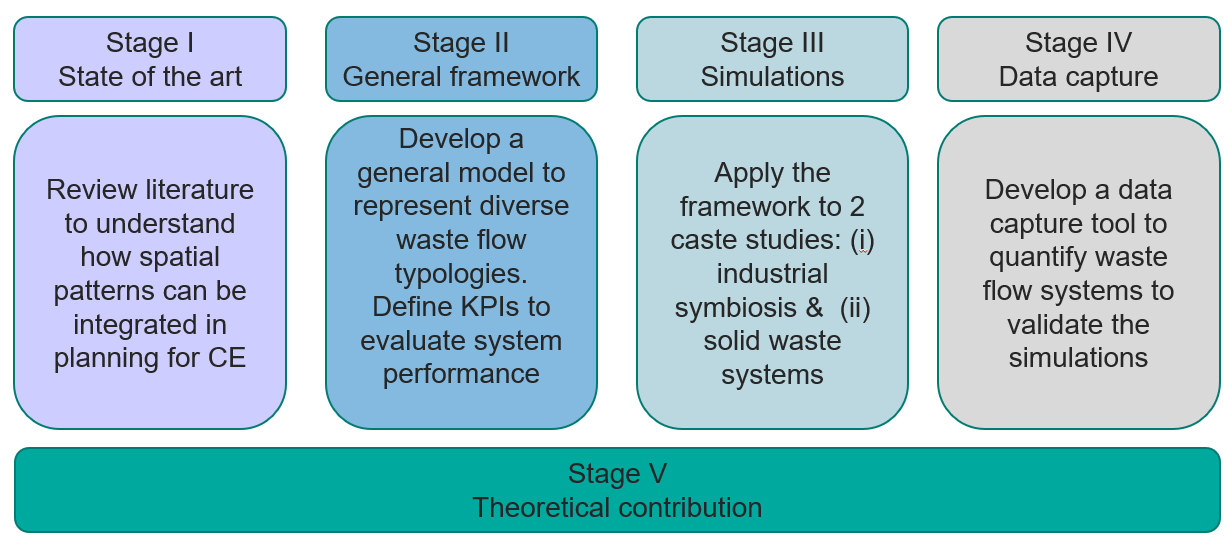 Stage I
State of the art
Review literature
to understand
how spatial
patterns can be
integrated in
planning for CE
Stage II
General framework
Develop a
general model to
represent diverse
waste flow
typologies.
Define KPIs to
evaluate system
performance
Stage III
Simulations
Apply the
framework to 2
caste studies: (i)
industrial
symbiosis & (ii)
solid waste
systems
Stage IV
Data capture
Develop a data
capture tool to
quantify waste
flow systems to
validate the
simulations
Stage V
Theoretical contribution